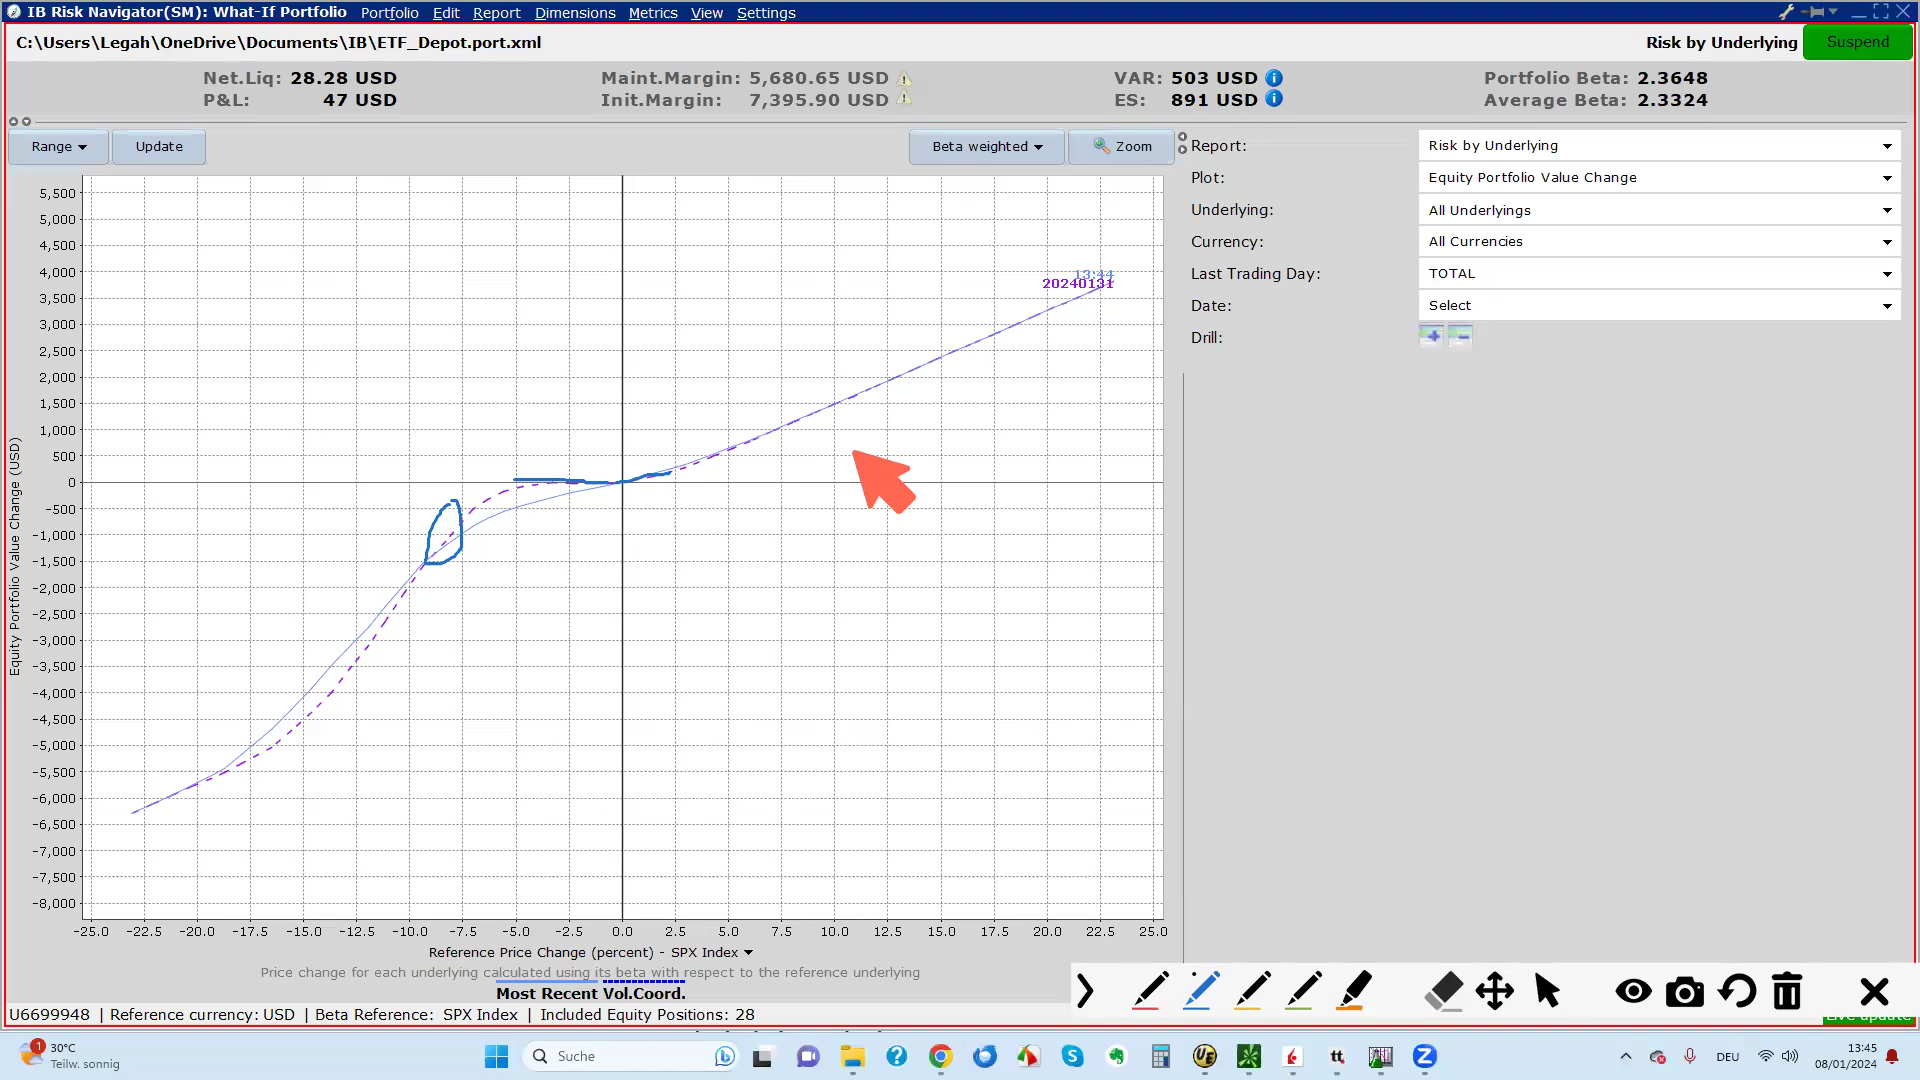 IB Risk Navigator(SM): What-If Portfolio Portfolio Edit Report Dimensions Metrics View Settings
C:\Users\Legah\OneDrive\Documents\IB\ETF_Depot.port.xml Risk by Underlying Suspend
Net.Liq: 28.28 USD Maint.Margin: 5,680.65 USD VAR: 503 USD Portfolio Beta: 2.3648
P&L: 47 USD Init.Margin: 7,395.90 USD ES: 891 USD Average Beta: 2.3324
Range Update Beta weighted Zoom
Report: Risk by Underlying
Plot: Equity Portfolio Value Change
Underlying: All Underlyings
Currency: All Currencies
Last Trading Day: TOTAL
Date: Select
Drill:
Equity Portfolio Value Change (USD)
5,500
5,000
4,500
4,000
3,500
3,000
2,500
2,000
1,500
1,000
500
0
-500
-1,000
-1,500
-2,000
-2,500
-3,000
-3,500
-4,000
-4,500
-5,000
-5,500
-6,000
-6,500
-7,000
-7,500
-8,000
13:44
20240131
-25.0 -22.5 -20.0 -17.5 -15.0 -12.5 -10.0 -7.5 -5.0 -2.5 0.0 2.5 5.0 7.5 10.0 12.5 15.0 17.5 20.0 22.5 25.0
Reference Price Change (percent) - SPX Index
Price change for each underlying calculated using its beta with respect to the reference underlying
Most Recent Vol.Coord.
U6699948 | Reference currency: USD | Beta Reference: SPX Index | Included Equity Positions: 28
1
30°C
Teilw. sonnig
Suche
UE
tt
Z
DEU
13:45
08/01/2024